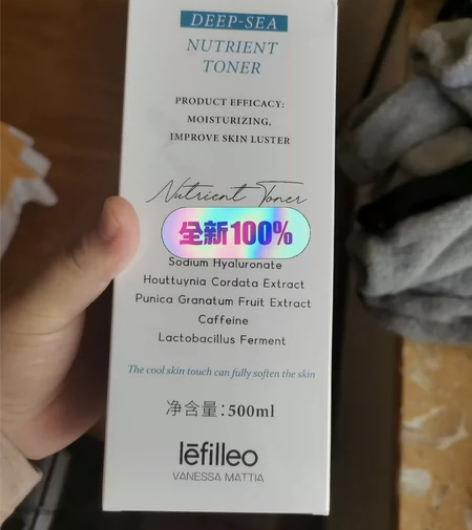 DEEP-SEA
NUTRIENT
TONER
PRODUCT EFFICACY:
MOISTURIZING,
IMPROVE SKIN LUSTER
Nutrient Toner
全新100%
Sodium Hyaluronate
Houttuynia Cordata Extract
Punica Granatum Fruit Extract
Caffeine
Lactobacillus Ferment
The cool skin touch can fully soften the skin
净含量：500ml
lēfilleo
VANESSA MATTIA